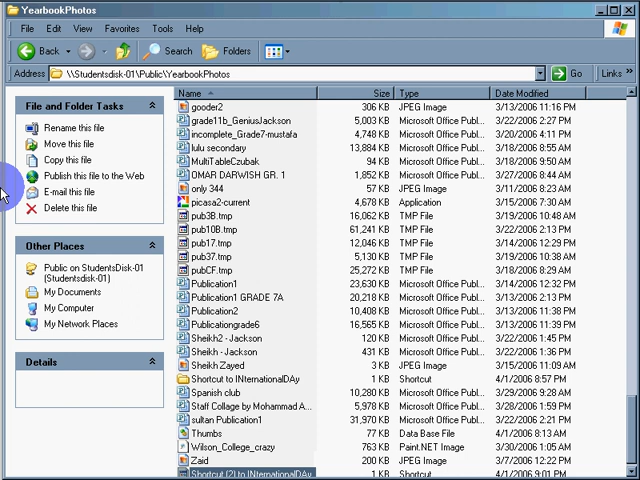 YearbookPhotos
File Edit View Favorites Tools Help
Back Search Folders
Address \\Studentsdisk-01\Public\YearbookPhotos Go Links »
File and Folder Tasks
Rename this file
Move this file
Copy this file
Publish this file to the Web
E-mail this file
Delete this file
Other Places
Public on StudentsDisk-01
(Studentsdisk-01)
My Documents
My Computer
My Network Places
Details
Name Size Type Date Modified
gooder2 306 KB JPEG Image 3/13/2006 11:16 PM
grade11b_GeniusJackson 5,003 KB Microsoft Office Publ... 3/22/2006 2:27 PM
incomplete_Grade7-mustafa 4,748 KB Microsoft Office Publ... 3/20/2006 4:11 PM
lulu secondary 13,884 KB Microsoft Office Publ... 3/18/2006 8:55 AM
MultiTableCzubak 94 KB Microsoft Office Publ... 3/18/2006 9:50 AM
OMAR DARWISH GR. 1 1,852 KB Microsoft Office Publ... 3/27/2006 8:44 AM
only 344 57 KB JPEG Image 3/11/2006 8:23 AM
picasa2-current 4,678 KB Application 3/15/2006 7:30 AM
pub3B.tmp 16,062 KB TMP File 3/19/2006 10:48 AM
pub10B.tmp 61,241 KB TMP File 3/22/2006 2:13 PM
pub17.tmp 12,046 KB TMP File 3/14/2006 12:29 PM
pub37.tmp 5,130 KB TMP File 3/19/2006 10:38 AM
pubCF.tmp 25,272 KB TMP File 3/18/2006 8:29 AM
Publication1 23,630 KB Microsoft Office Publ... 3/14/2006 12:32 PM
Publication1 GRADE 7A 20,218 KB Microsoft Office Publ... 3/13/2006 11:38 PM
Publication2 10,408 KB Microsoft Office Publ... 3/13/2006 11:38 PM
Publicationgrade6 16,565 KB Microsoft Office Publ... 3/13/2006 11:39 PM
Sheikh2 - Jackson 120 KB Microsoft Office Publ... 3/22/2006 1:45 PM
Sheikh - Jackson 431 KB Microsoft Office Publ... 3/22/2006 1:36 PM
Sheikh Zayed 3 KB JPEG Image 3/15/2006 11:09 AM
Shortcut to INternationalDAy 1 KB Shortcut 4/1/2006 8:57 PM
Spanish club 10,280 KB Microsoft Office Publ... 3/29/2006 9:28 AM
Staff Collage by Mohammad A... 5,978 KB Microsoft Office Publ... 3/28/2006 1:59 PM
sultan Publication1 31,970 KB Microsoft Office Publ... 3/22/2006 2:21 PM
Thumbs 77 KB Data Base File 4/1/2006 8:13 AM
Wilson_College_crazy 763 KB Paint.NET Image 3/30/2006 1:05 AM
Zaid 200 KB JPEG Image 3/7/2006 12:22 PM
Shortcut (2) to INternationalDAy 1 KB Shortcut 4/1/2006 9:01 PM